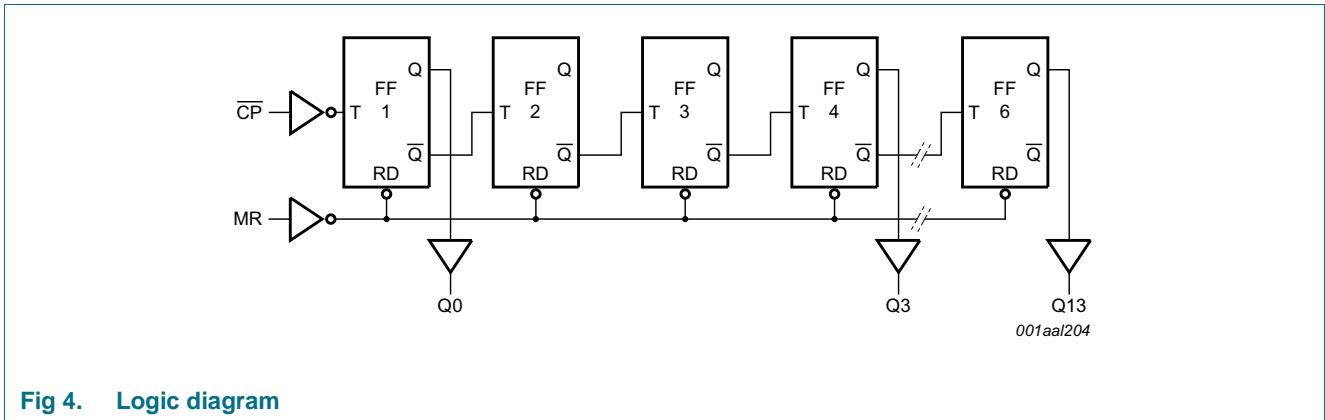 Q Q Q Q Q
FF FF FF FF FF
C̅P̅ T 1 T 2 T 3 T 4 T 6
Q̅ Q̅ Q̅ Q̅ Q̅
RD RD RD RD RD
MR
Q0 Q3 Q13
001aal204
Fig 4. Logic diagram